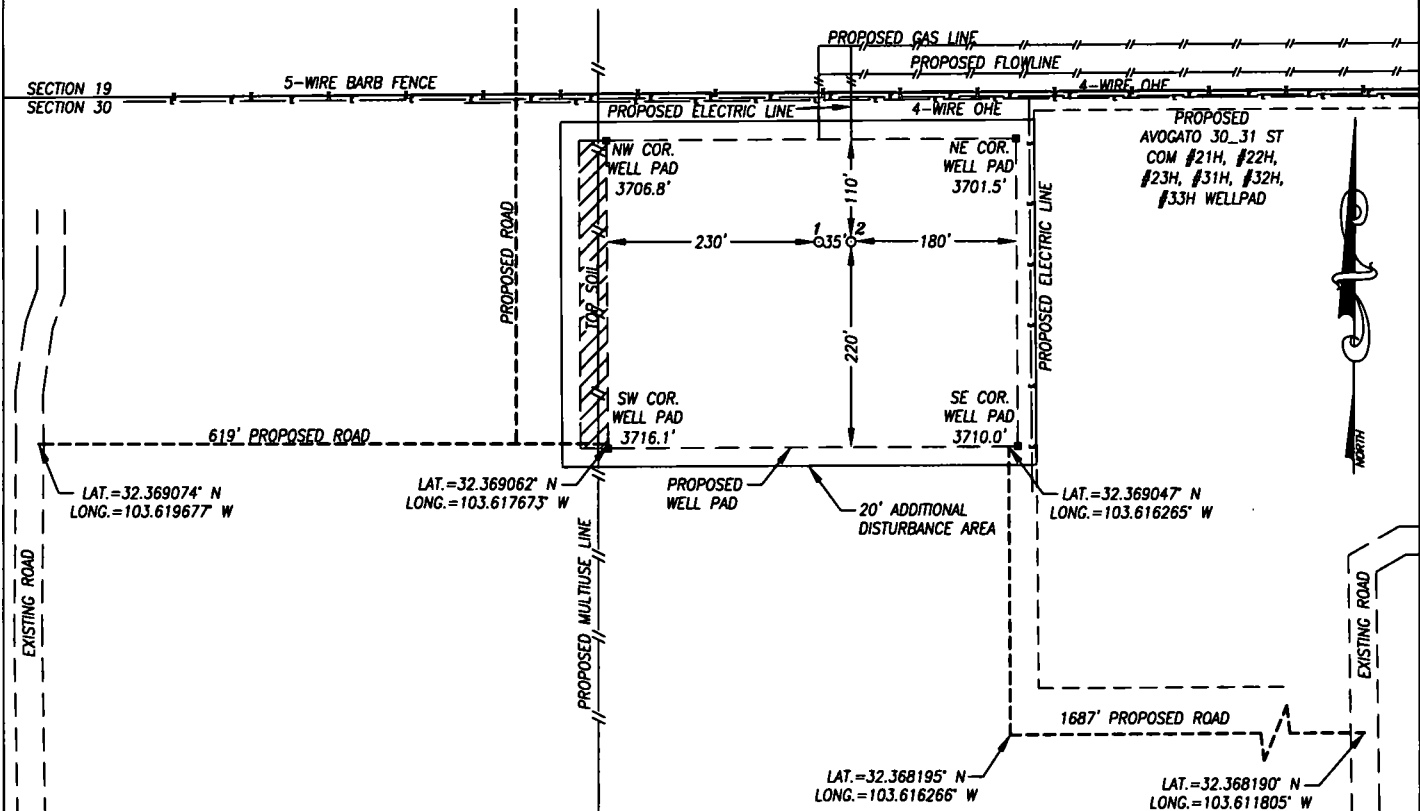 PROPOSED GAS LINE
PROPOSED FLOWLINE
SECTION 19
SECTION 30
5-WIRE BARB FENCE
4-WIRE OHE
PROPOSED ELECTRIC LINE
4-WIRE OHE
PROPOSED
AVOGATO 30_31 ST
COM #21H, #22H,
#23H, #31H, #32H,
#33H WELLPAD
NW COR.
WELL PAD
3706.8'
NE COR.
WELL PAD
3701.5'
110'
PROPOSED ROAD
TOP SOIL
230'
1
35'
2
180'
220'
PROPOSED ELECTRIC LINE
NORTH
SW COR.
WELL PAD
3716.1'
SE COR.
WELL PAD
3710.0'
619' PROPOSED ROAD
LAT.=32.369074° N
LONG.=103.619677° W
LAT.=32.369062° N
LONG.=103.617673° W
PROPOSED
WELL PAD
20' ADDITIONAL
DISTURBANCE AREA
LAT.=32.369047° N
LONG.=103.616265° W
EXISTING ROAD
PROPOSED MULTIUSE LINE
EXISTING ROAD
1687' PROPOSED ROAD
LAT.=32.368195° N
LONG.=103.616266° W
LAT.=32.368190° N
LONG.=103.611805° W